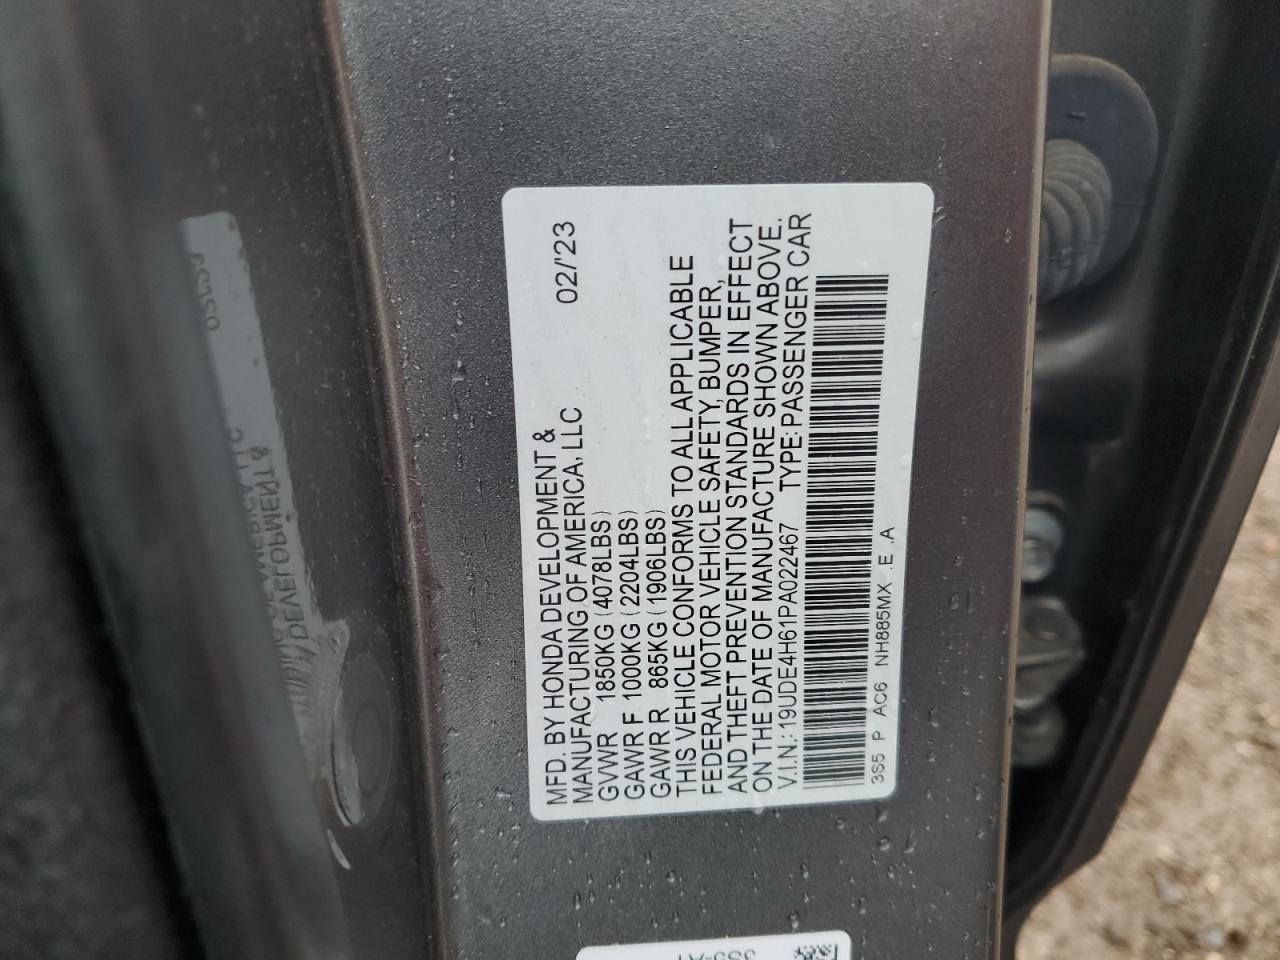 MFD. BY HONDA DEVELOPMENT &
MANUFACTURING OF AMERICA, LLC 02/'23
GVWR 1850KG (4078LBS)
GAWR F 1000KG (2204LBS)
GAWR R 865KG (1906LBS)
THIS VEHICLE CONFORMS TO ALL APPLICABLE
FEDERAL MOTOR VEHICLE SAFETY, BUMPER,
AND THEFT PREVENTION STANDARDS IN EFFECT
ON THE DATE OF MANUFACTURE SHOWN ABOVE.
V.I.N.: 19UDE4H61PA022467 TYPE: PASSENGER CAR
3S5 P AC6 NH885MX .E .A
DEVELOPMENT &